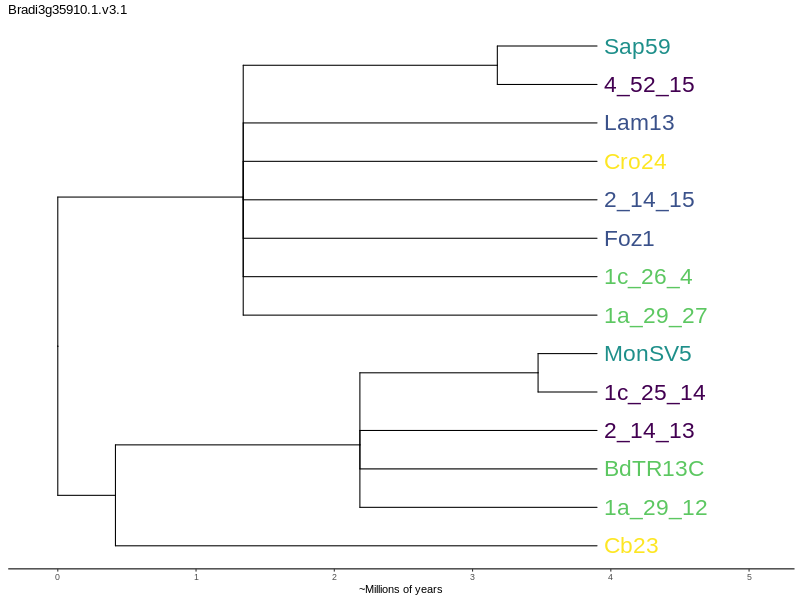 Bradi3g35910.1.v3.1
Sap59
4_52_15
Lam13
Cro24
2_14_15
Foz1
1c_26_4
1a_29_27
MonSV5
1c_25_14
2_14_13
BdTR13C
1a_29_12
Cb23
0 1 2 3 4 5
~Millions of years